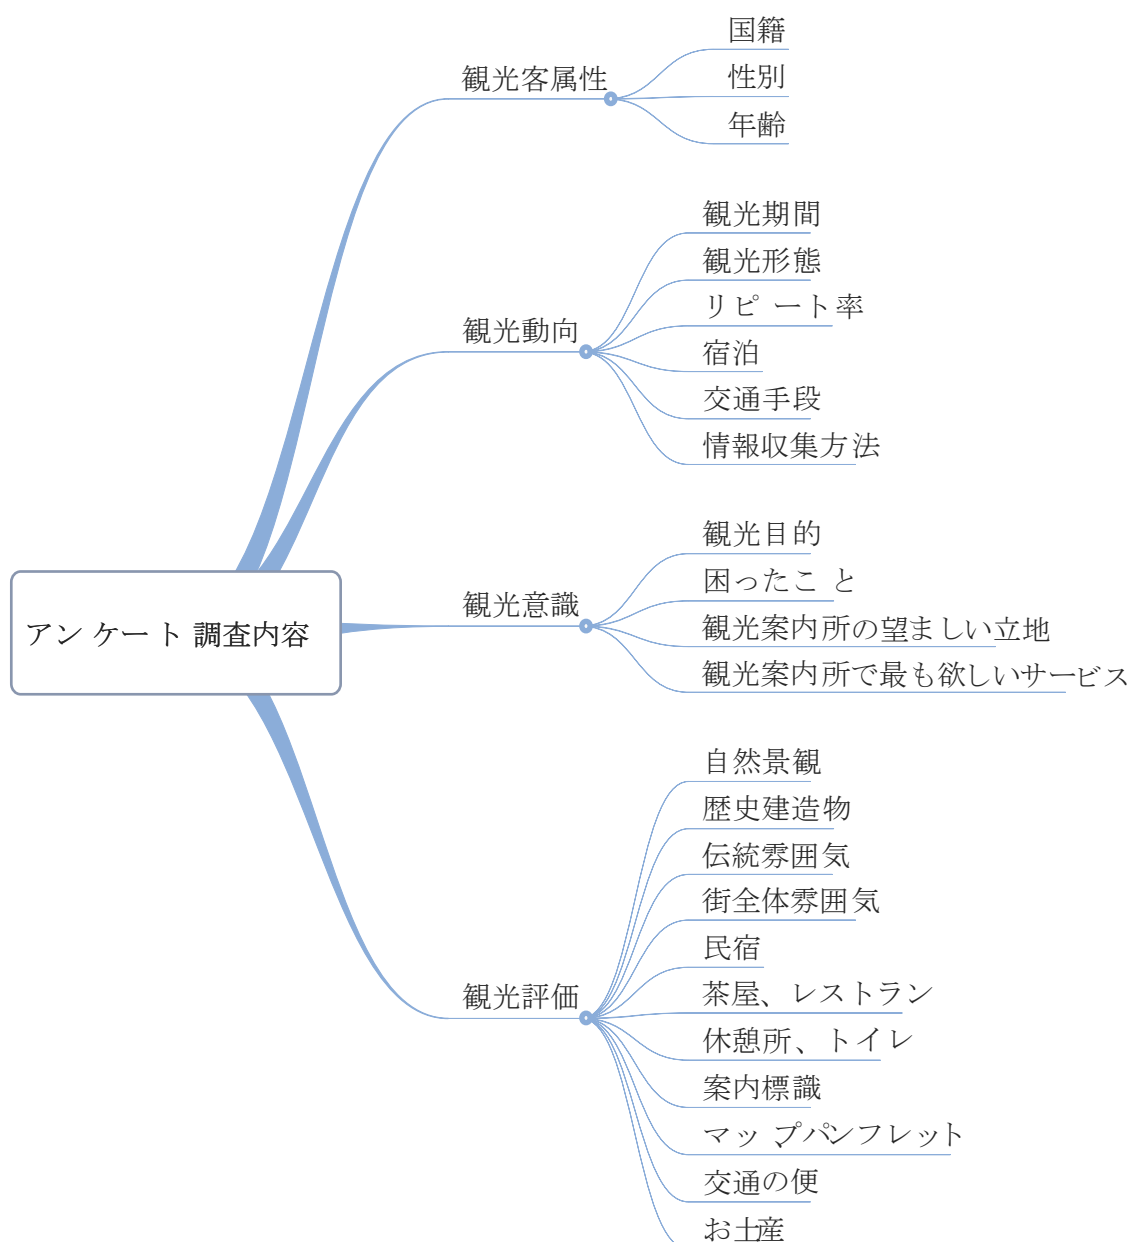 アンケート調査内容
観光客属性
国籍
性別
年齢
観光動向
観光期間
観光形態
リピート率
宿泊
交通手段
情報収集方法
観光意識
観光目的
困ったこと
観光案内所の望ましい立地
観光案内所で最も欲しいサービス
観光評価
自然景観
歴史建造物
伝統雰囲気
街全体雰囲気
民宿
茶屋、レストラン
休憩所、トイレ
案内標識
マップパンフレット
交通の便
お土産